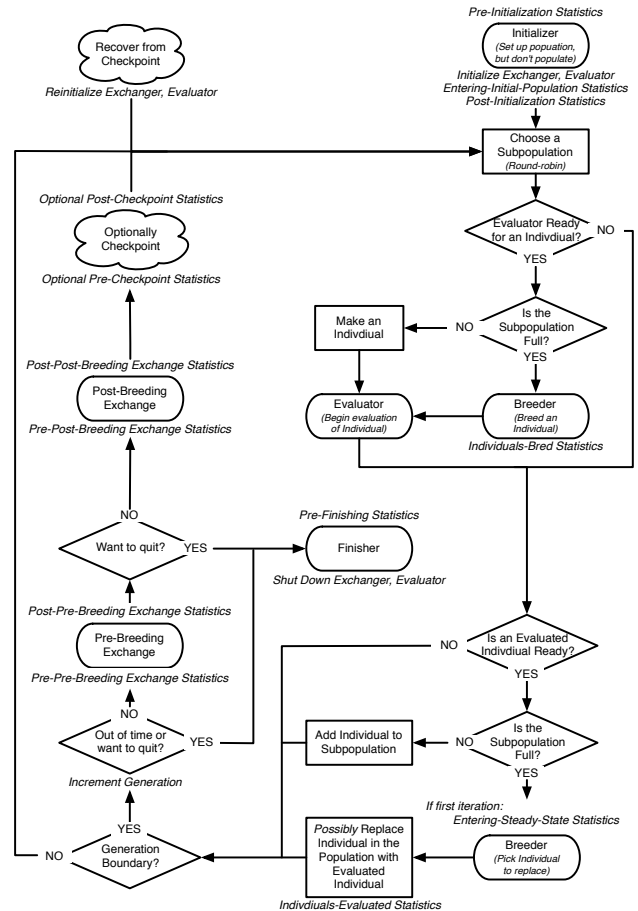 Pre-Initialization Statistics
Initializer
(Set up popuation,
but don't populate)
Initialize Exchanger, Evaluator
Entering-Initial-Population Statistics
Post-Initialization Statistics
Recover from
Checkpoint
Reinitialize Exchanger, Evaluator
Choose a
Subpopulation
(Round-robin)
Optional Post-Checkpoint Statistics
Optionally
Checkpoint
Optional Pre-Checkpoint Statistics
Evaluator Ready
for an Indivdiual?
NO
YES
Is the
Subpopulation
Full?
NO
YES
Make an
Indivdiual
Evaluator
(Begin evaluation
of Individual)
Breeder
(Breed an
Individual)
Individuals-Bred Statistics
Post-Post-Breeding Exchange Statistics
Post-Breeding
Exchange
Pre-Post-Breeding Exchange Statistics
NO
Want to quit?
YES
Pre-Finishing Statistics
Finisher
Shut Down Exchanger, Evaluator
Post-Pre-Breeding Exchange Statistics
Pre-Breeding
Exchange
Pre-Pre-Breeding Exchange Statistics
NO
Out of time or
want to quit?
YES
Increment Generation
YES
Generation
Boundary?
NO
Is an Evaluated
Indivdiual Ready?
NO
YES
Is the
Subpopulation
Full?
NO
YES
Add Individual to
Subpopulation
If first iteration:
Entering-Steady-State Statistics
Breeder
(Pick Individual
to replace)
Possibly Replace
Individual in the
Population with
Evaluated
Individual
Indivdiuals-Evaluated Statistics